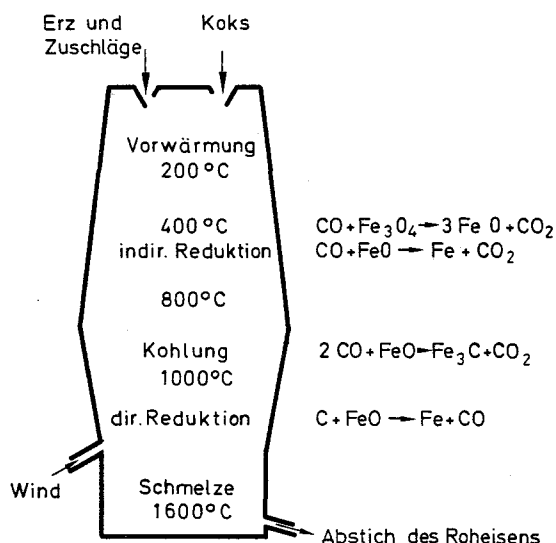 Erz und
Zuschläge
Koks
Vorwärmung
200°C
400°C
indir. Reduktion
CO+Fe₃O₄→3 Fe O+CO₂
CO+FeO → Fe + CO₂
800°C
Kohlung
1000°C
2 CO+FeO→Fe₃C+CO₂
dir. Reduktion
C + FeO → Fe + CO
Wind
Schmelze
1600°C
Abstich des Roheisens